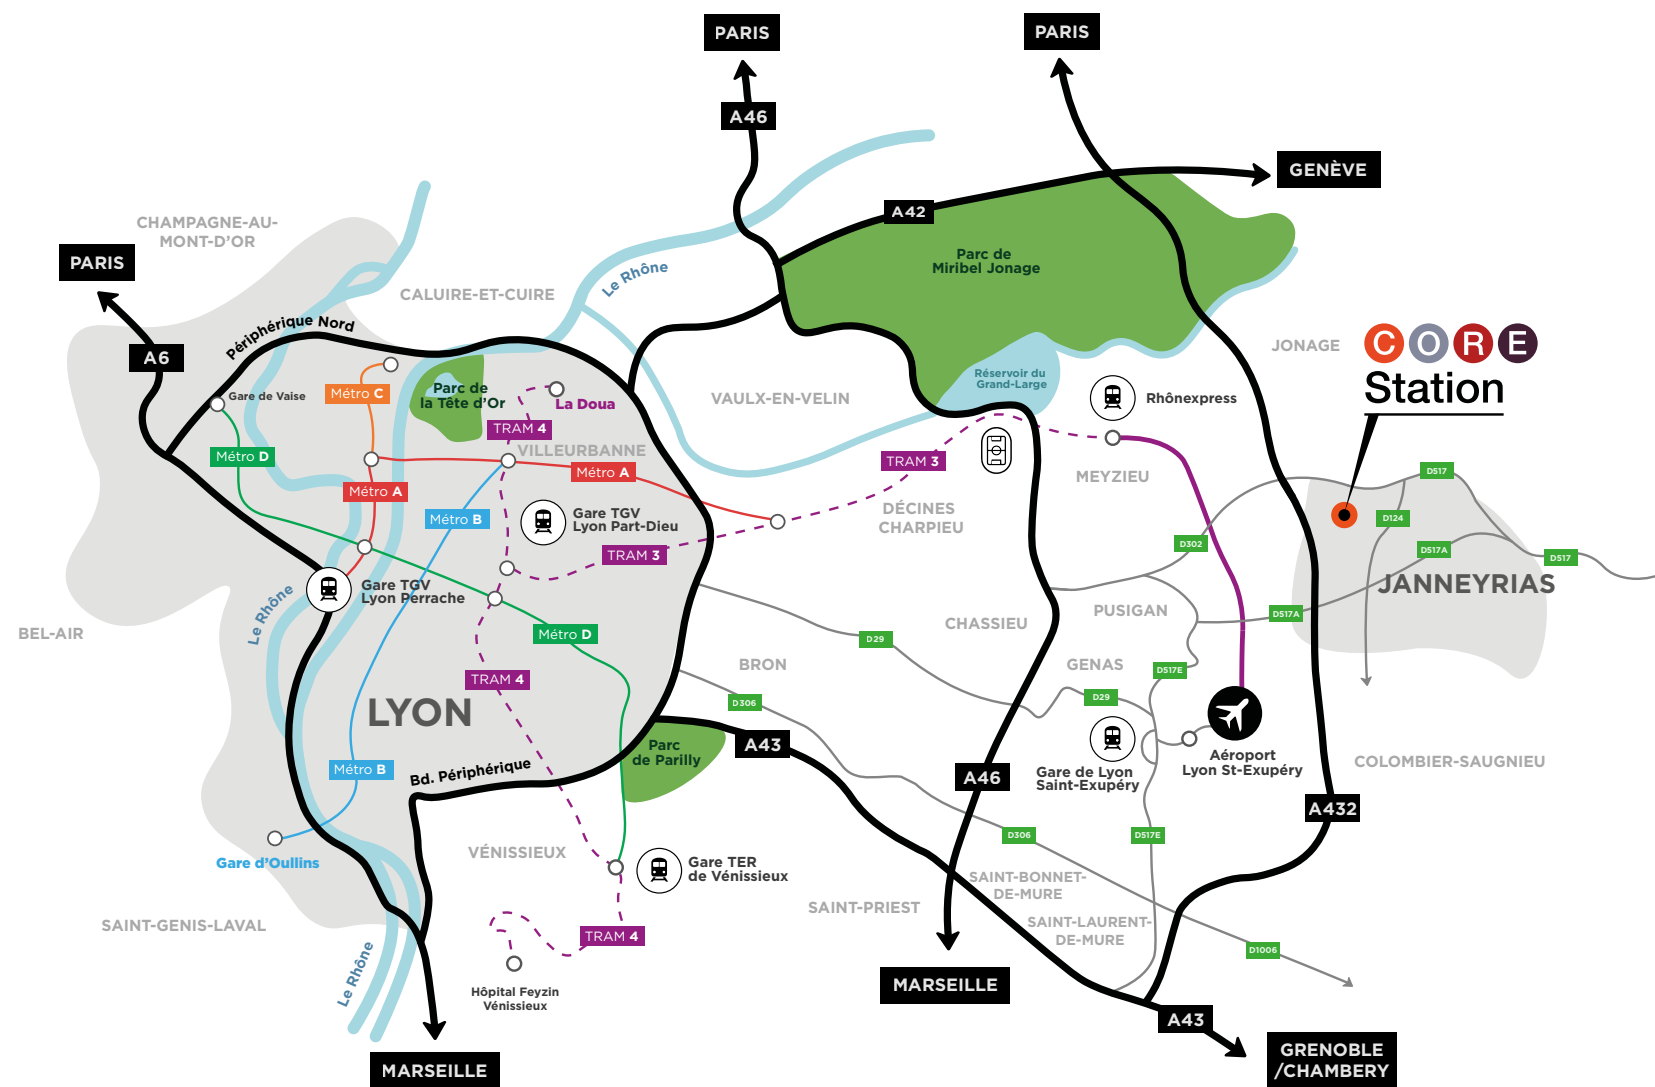 PARIS
PARIS
A46
GENÈVE
A42
CHAMPAGNE-AU-
MONT-D'OR
PARIS
Parc de
Miribel Jonage
Le Rhône
CALUIRE-ET-CUIRE
Périphérique Nord
A6
JONAGE
CORE
Station
Réservoir du
Grand-Large
Métro C
Gare de Vaise
Parc de
la Tête d'Or
La Doua
VAULX-EN-VELIN
Rhônexpress
TRAM 4
VILLEURBANNE
Métro D
Métro A
TRAM 3
MEYZIEU
D517
Métro A
Métro B
Gare TGV
Lyon Part-Dieu
DÉCINES
CHARPIEU
D124
D302
D517A
D517
TRAM 3
Gare TGV
Lyon Perrache
JANNEYRIAS
Le Rhône
PUSIGAN
D517A
BEL-AIR
Métro D
D29
CHASSIEU
BRON
GENAS
D517E
TRAM 4
D29
D306
LYON
A43
Parc
de Parilly
Aéroport
Lyon St-Exupéry
COLOMBIER-SAUGNIEU
Métro B
Bd. Périphérique
A46
Gare de Lyon
Saint-Exupéry
A432
D306
D517E
Gare d'Oullins
VÉNISSIEUX
Gare TER
de Vénissieux
SAINT-BONNET-
DE-MURE
SAINT-PRIEST
SAINT-GENIS-LAVAL
SAINT-LAURENT-
DE-MURE
TRAM 4
D1006
Le Rhône
Hôpital Feyzin
Vénissieux
MARSEILLE
A43
MARSEILLE
GRENOBLE
/CHAMBERY